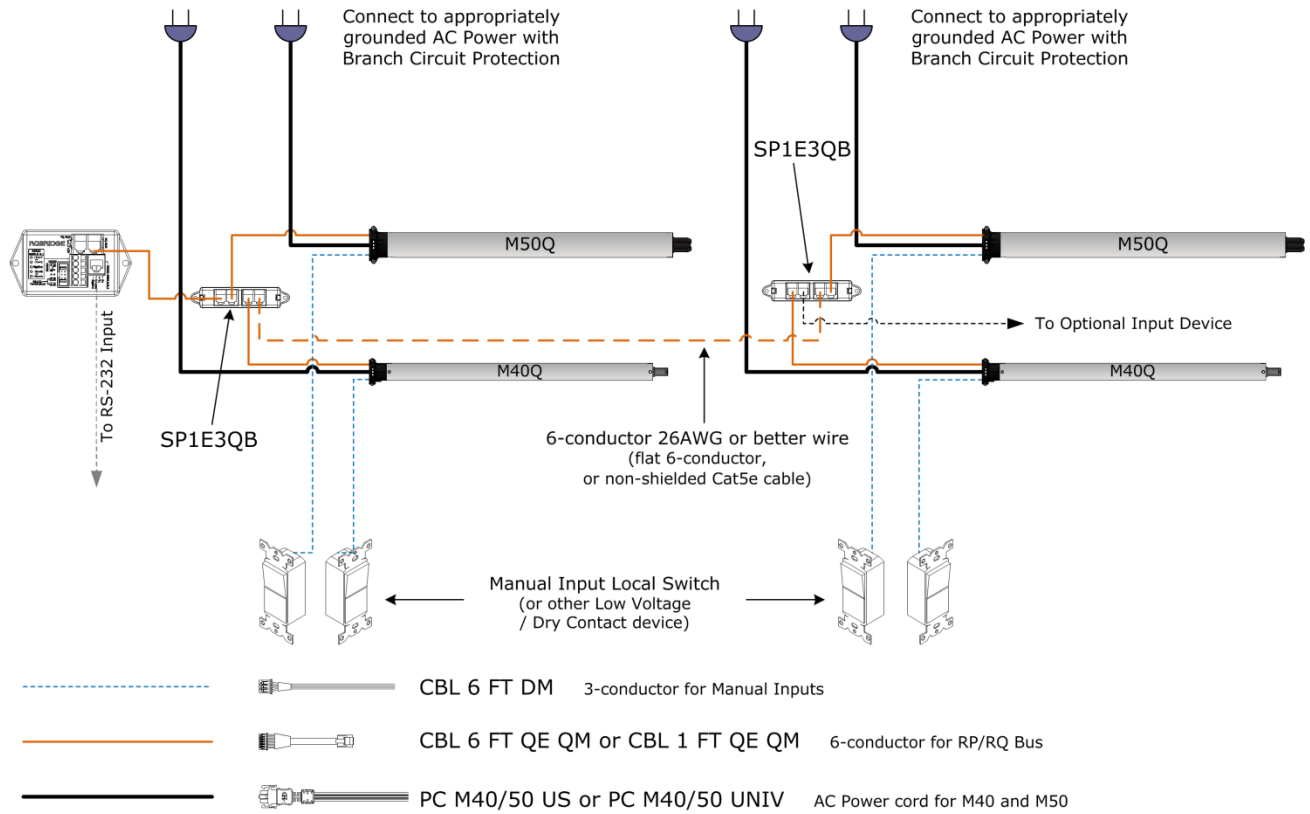 Connect to appropriately
grounded AC Power with
Branch Circuit Protection
Connect to appropriately
grounded AC Power with
Branch Circuit Protection
SP1E3QB
M50Q
M50Q
RQBRIDGE
To Optional Input Device
M40Q
M40Q
To RS-232 Input
SP1E3QB
6-conductor 26AWG or better wire
(flat 6-conductor,
or non-shielded Cat5e cable)
Manual Input Local Switch
(or other Low Voltage
/ Dry Contact device)
CBL 6 FT DM 3-conductor for Manual Inputs
CBL 6 FT QE QM or CBL 1 FT QE QM 6-conductor for RP/RQ Bus
PC M40/50 US or PC M40/50 UNIV AC Power cord for M40 and M50